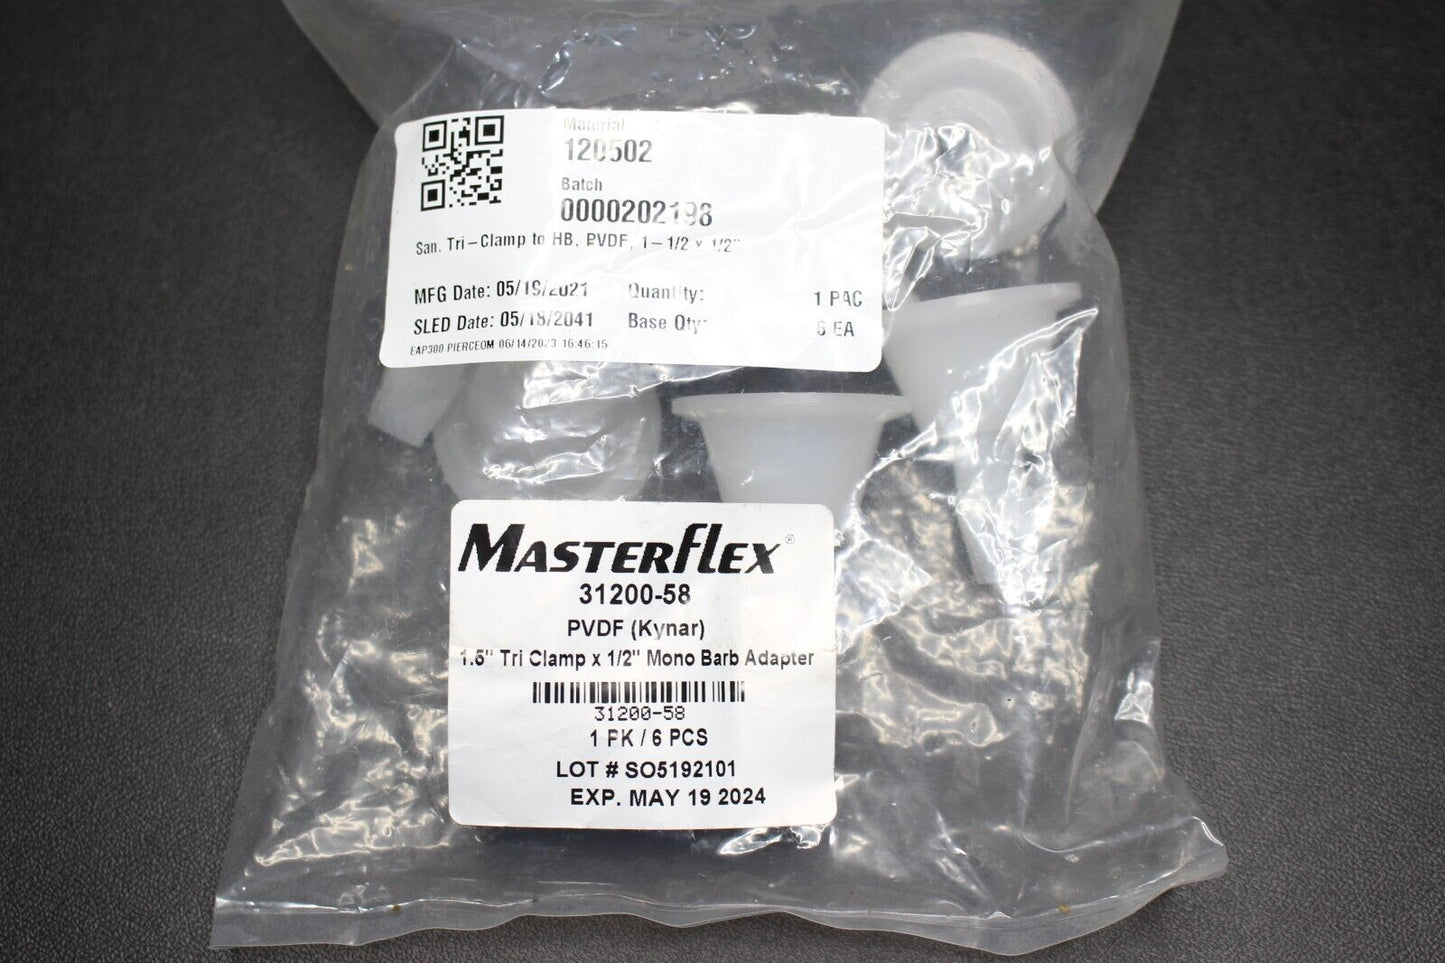 Material :
120502
Batch
0000202198
San. Tri-Clamp to HB, PVDF, 1-1/2 x 1/2"
MFG Date: 05/19/2021 Quantity: 1 PAC
SLED Date: 05/18/2041 Base Qty: 6 EA
EAP300 PIERCEOM 06/14/2023 16:46:15
MASTERFLEX®
31200-58
PVDF (Kynar)
1.5" Tri Clamp x 1/2" Mono Barb Adapter
31200-58
1 PK / 6 PCS
LOT # SO5192101
EXP. MAY 19 2024